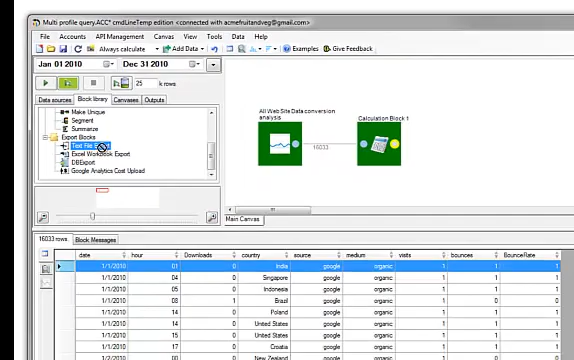 Multi profile query.ACC* cmdLineTemp edition <connected with acmefruitandveg@gmail.com>
File Accounts API Management Canvas View Tools Help
Always calculate Add Data Examples Give Feedback
Jan 01 2010 Dec 31 2010
25 k rows
Data sources Block library Canvases Outputs
Make Unique
Segment
Summarize
Export Blocks
Text File
Excel Workbook Export
DBExport
Google Analytics Cost Upload
All Web Site Data conversion
analysis
Calculation Block 1
16033
Main Canvas
16033 rows Block Messages
date hour Downloads country source medium visits bounces BounceRate
1/1/2010 01 0 India google organic 1 1 1
1/1/2010 04 0 Singapore google organic 1 1 1
1/1/2010 05 0 Indonesia google organic 1 1 1
1/1/2010 08 1 Brazil google organic 1 0 0
1/1/2010 14 0 Poland google organic 1 1 1
1/1/2010 14 0 United States google organic 1 1 1
1/1/2010 15 0 United States google organic 1 1 1
1/1/2010 17 0 Croatia google organic 1 1 1
1/2/2010 00 0 New Zealand google organic 1 0 0